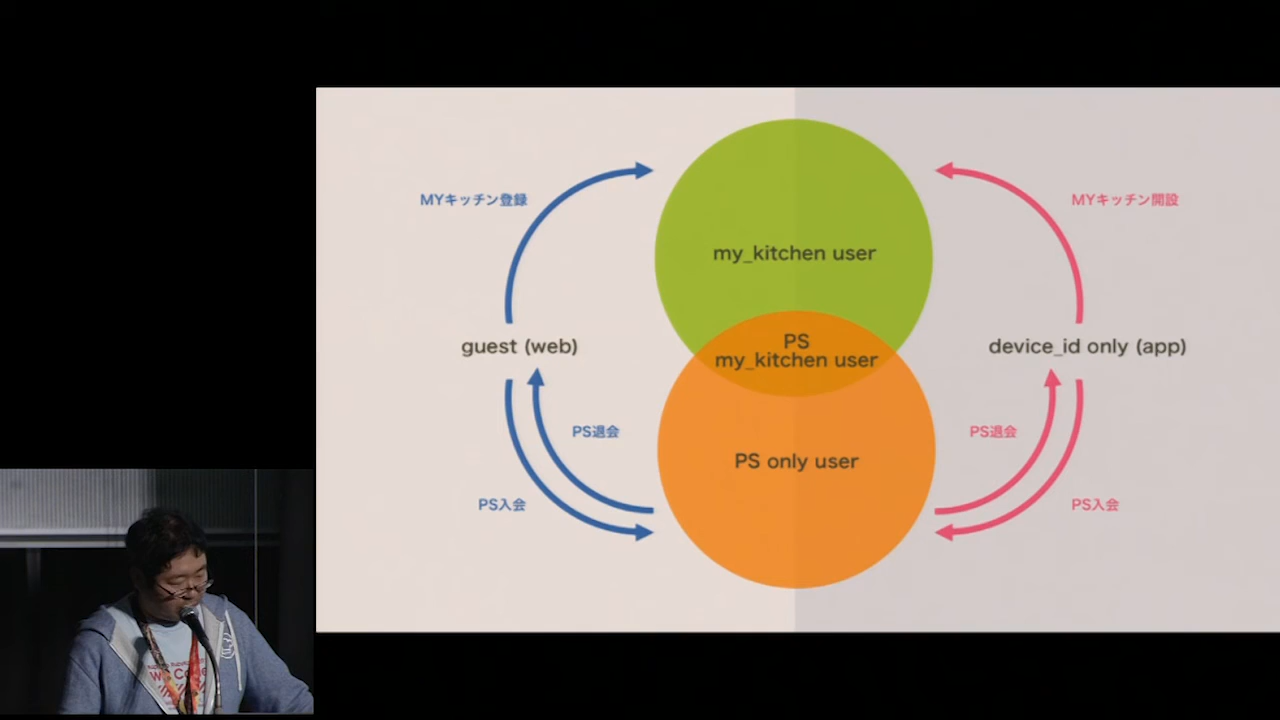 MYキッチン登録
MYキッチン開設
my_kitchen user
guest (web)
PS
my_kitchen user
device_id only (app)
PS退会
PS退会
PS only user
PS入会
PS入会